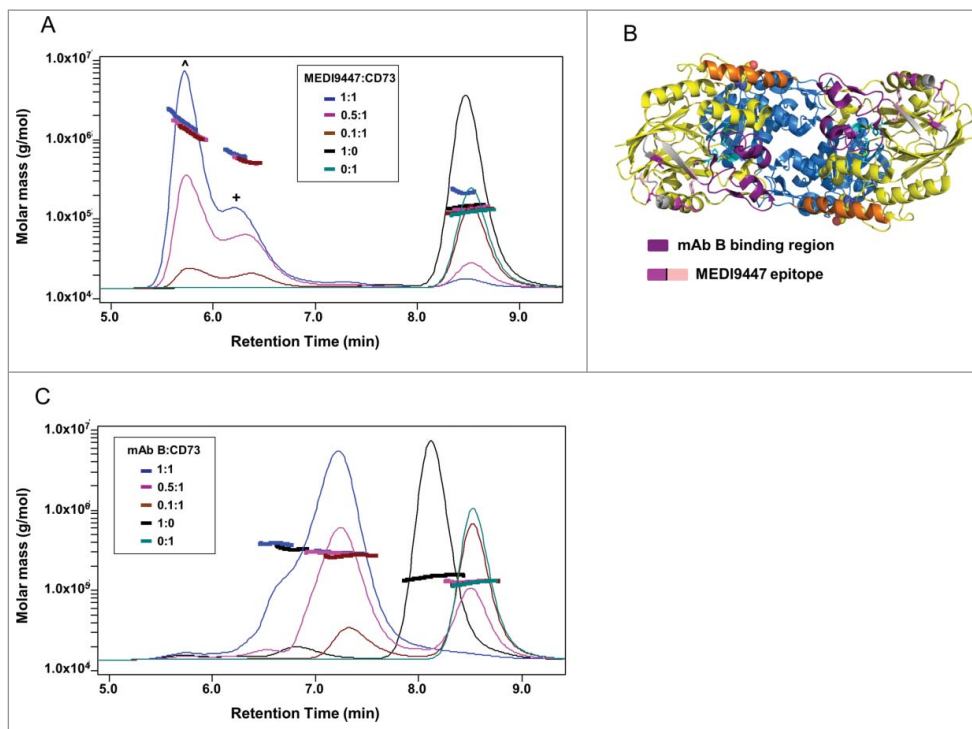 A
1.0x10⁷
1.0x10⁶
1.0x10⁵
1.0x10⁴
Molar mass (g/mol)
^
+
MEDI9447:CD73
1:1
0.5:1
0.1:1
1:0
0:1
5.0 6.0 7.0 8.0 9.0
Retention Time (min)
B
mAb B binding region
MEDI9447 epitope
C
1.0x10⁷
1.0x10⁶
1.0x10⁵
1.0x10⁴
Molar mass (g/mol)
mAb B:CD73
1:1
0.5:1
0.1:1
1:0
0:1
5.0 6.0 7.0 8.0 9.0
Retention Time (min)